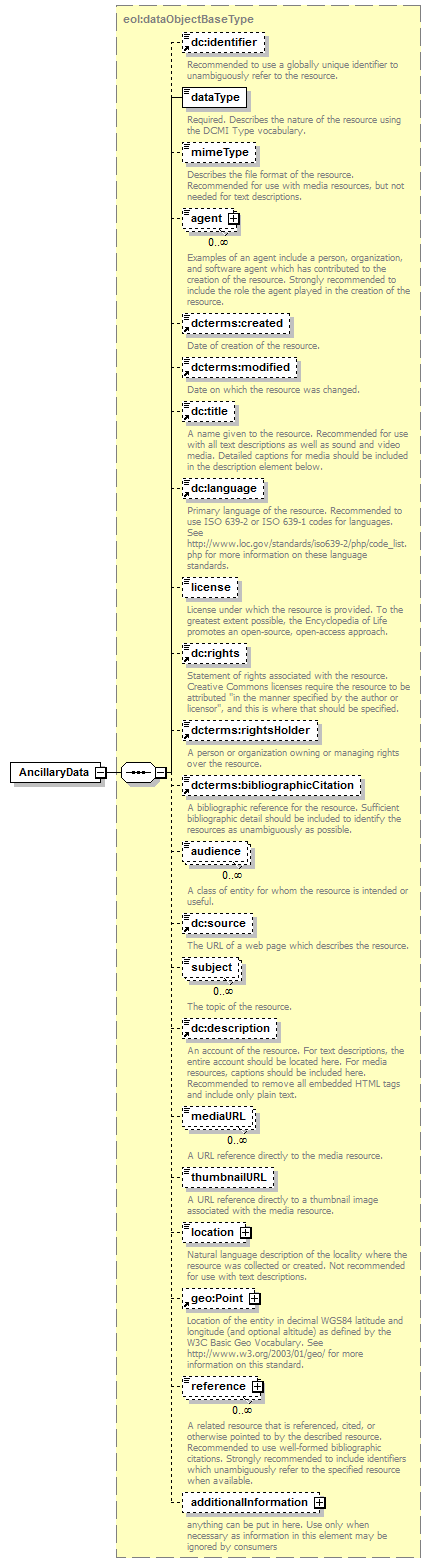 eol:dataObjectBaseType
dc:identifier
Recommended to use a globally unique identifier to
unambiguously refer to the resource.
dataType
Required. Describes the nature of the resource using
the DCMI Type vocabulary.
mimeType
Describes the file format of the resource.
Recommended for use with media resources, but not
needed for text descriptions.
agent
0..∞
Examples of an agent include a person, organization,
and software agent which has contributed to the
creation of the resource. Strongly recommended to
include the role the agent played in the creation of the
resource.
dcterms:created
Date of creation of the resource.
dcterms:modified
Date on which the resource was changed.
dc:title
A name given to the resource. Recommended for use
with all text descriptions as well as sound and video
media. Detailed captions for media should be included
in the description element below.
dc:language
Primary language of the resource. Recommended to
use ISO 639-2 or ISO 639-1 codes for languages.
See
http://www.loc.gov/standards/iso639-2/php/code_list.
php for more information on these language
standards.
license
License under which the resource is provided. To the
greatest extent possible, the Encyclopedia of Life
promotes an open-source, open-access approach.
dc:rights
Statement of rights associated with the resource.
Creative Commons licenses require the resource to be
attributed "in the manner specified by the author or
licensor", and this is where that should be specified.
dcterms:rightsHolder
A person or organization owning or managing rights
over the resource.
AncillaryData
dcterms:bibliographicCitation
A bibliographic reference for the resource. Sufficient
bibliographic detail should be included to identify the
resources as unambiguously as possible.
audience
0..∞
A class of entity for whom the resource is intended or
useful.
dc:source
The URL of a web page which describes the resource.
subject
0..∞
The topic of the resource.
dc:description
An account of the resource. For text descriptions, the
entire account should be located here. For media
resources, captions should be included here.
Recommended to remove all embedded HTML tags
and include only plain text.
mediaURL
0..∞
A URL reference directly to the media resource.
thumbnailURL
A URL reference directly to a thumbnail image
associated with the media resource.
location
Natural language description of the locality where the
resource was collected or created. Not recommended
for use with text descriptions.
geo:Point
Location of the entity in decimal WGS84 latitude and
longitude (and optional altitude) as defined by the
W3C Basic Geo Vocabulary. See
http://www.w3.org/2003/01/geo/ for more
information on this standard.
reference
0..∞
A related resource that is referenced, cited, or
otherwise pointed to by the described resource.
Recommended to use well-formed bibliographic
citations. Strongly recommended to include identifiers
which unambiguously refer to the specified resource
when available.
additionalInformation
anything can be put in here. Use only when
necessary as information in this element may be
ignored by consumers